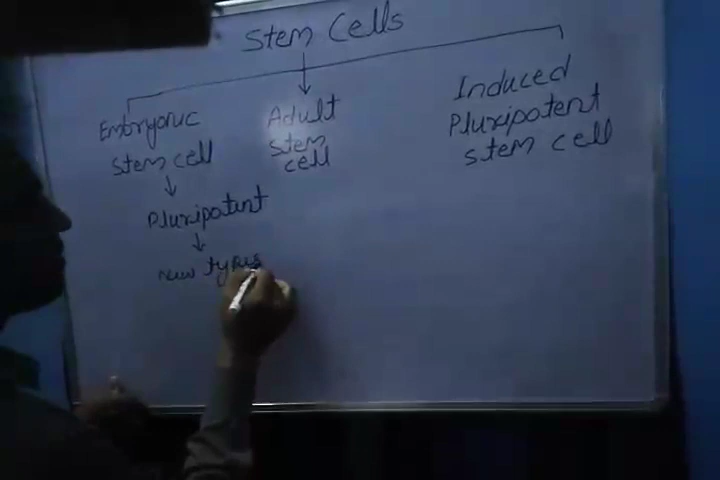 Stem Cells
Embryonic
stem cell
Pluripotent
new types
Adult
stem
cell
Induced
Pluripotent
stem cell